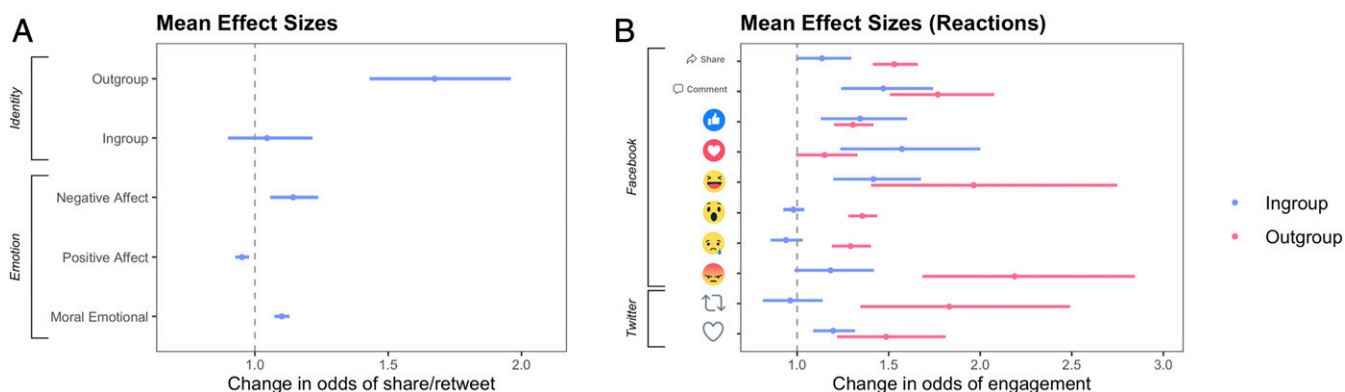 A
Mean Effect Sizes
Identity
Outgroup
Ingroup
Emotion
Negative Affect
Positive Affect
Moral Emotional
1.0 1.5 2.0
Change in odds of share/retweet
B
Mean Effect Sizes (Reactions)
Facebook
Share
Comment
Twitter
1.0 1.5 2.0 2.5 3.0
Change in odds of engagement
Ingroup
Outgroup